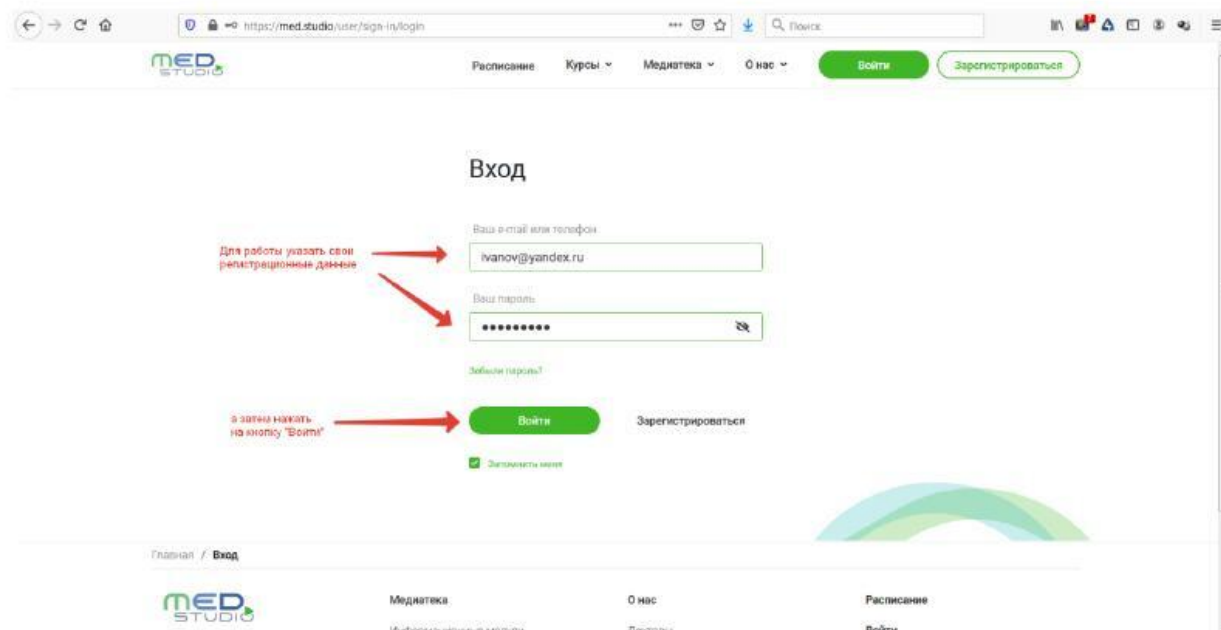 https://med.studio/user/sign-in/login
Поиск
MED
STUDIO
Расписание Курсы Медиатека О нас Войти Зарегистрироваться
Вход
Ваш e-mail или телефон
Для работы указать свои
регистрационные данные
ivanov@yandex.ru
Ваш пароль
Забыли пароль?
а затем нажать
на кнопку "Войти"
Войти Зарегистрироваться
Запомнить меня
Главная / Вход
MED
STUDIO
Медиатека О нас Расписание
Войти